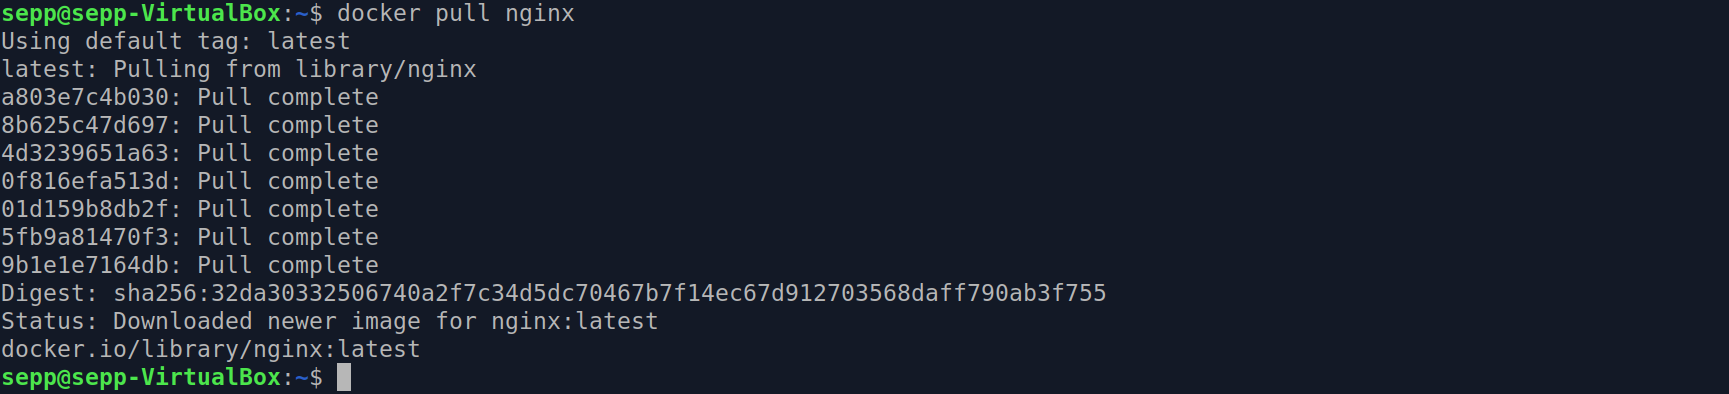 sepp@sepp-VirtualBox:~$ docker pull nginx
Using default tag: latest
latest: Pulling from library/nginx
a803e7c4b030: Pull complete
8b625c47d697: Pull complete
4d3239651a63: Pull complete
0f816efa513d: Pull complete
01d159b8db2f: Pull complete
5fb9a81470f3: Pull complete
9b1e1e7164db: Pull complete
Digest: sha256:32da30332506740a2f7c34d5dc70467b7f14ec67d912703568daff790ab3f755
Status: Downloaded newer image for nginx:latest
docker.io/library/nginx:latest
sepp@sepp-VirtualBox:~$